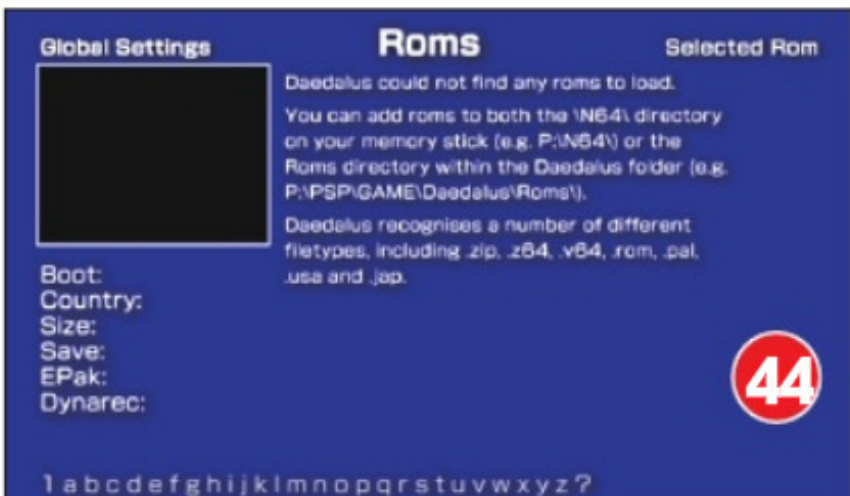 Global Settings Roms Selected Rom
Daedalus could not find any roms to load.
You can add roms to both the \N64\ directory
on your memory stick (e.g. P:\N64\) or the
Roms directory within the Daedalus folder (e.g.
P:\PSP\GAME\Daedalus\Roms\).
Daedalus recognises a number of different
filetypes, including .zip, .z64, .v64, .rom, .pal,
.usa and .jap.
Boot:
Country:
Size:
Save:
EPak:
Dynarec:
44
1 a b c d e f g h i j k l m n o p q r s t u v w x y z ?